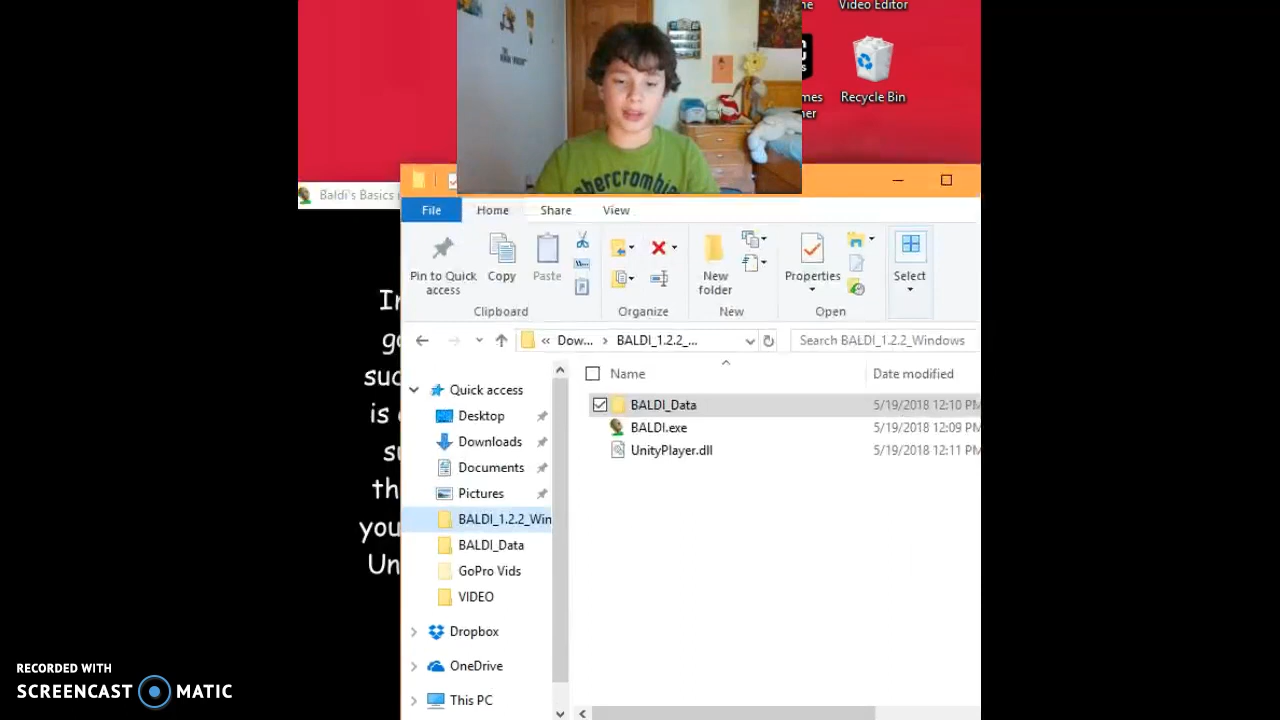 Video Editor
Recycle Bin
Baldi's Basics
abercrombie
File
Home
Share
View
Pin to Quick access
Copy
Paste
New folder
Properties
Select
Clipboard
Organize
New
Open
« Dow... › BALDI_1.2.2_...
Search BALDI_1.2.2_Windows
Name
Date modified
Quick access
Desktop
Downloads
Documents
Pictures
BALDI_1.2.2_Win
BALDI_Data
GoPro Vids
VIDEO
Dropbox
OneDrive
This PC
BALDI_Data 5/19/2018 12:10 PM
BALDI.exe 5/19/2018 12:09 PM
UnityPlayer.dll 5/19/2018 12:11 PM
RECORDED WITH
SCREENCAST MATIC